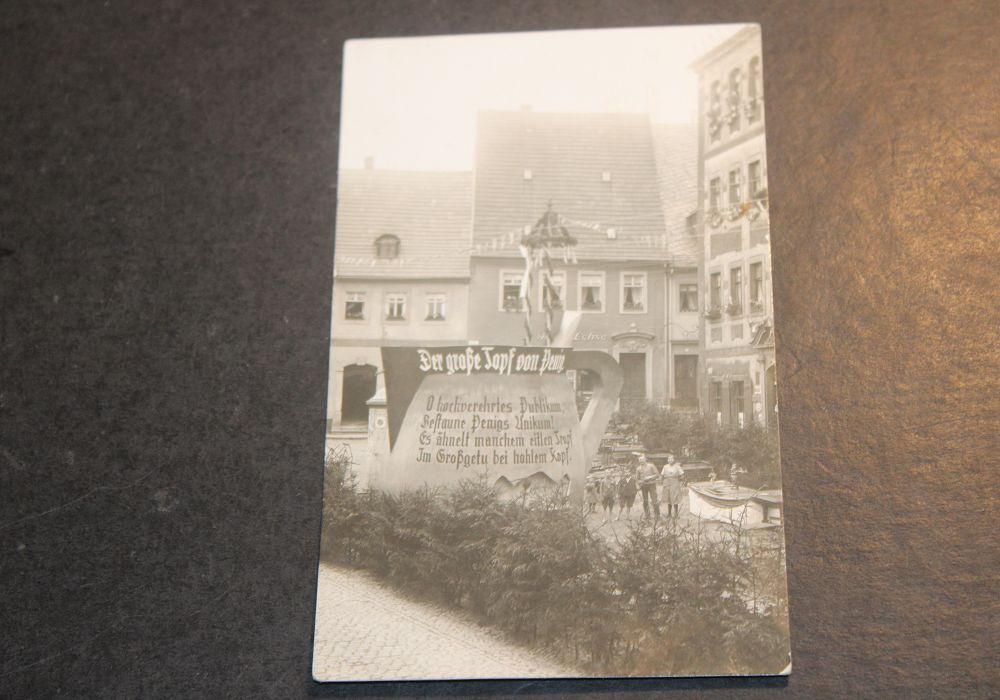 Der große Topf von Penig
O hochverehrtes Publikum,
Bestaune Penigs Unikum!
Es ähnelt manchem eitlen Tropf
Im Großgetu bei hohlem Kopf.